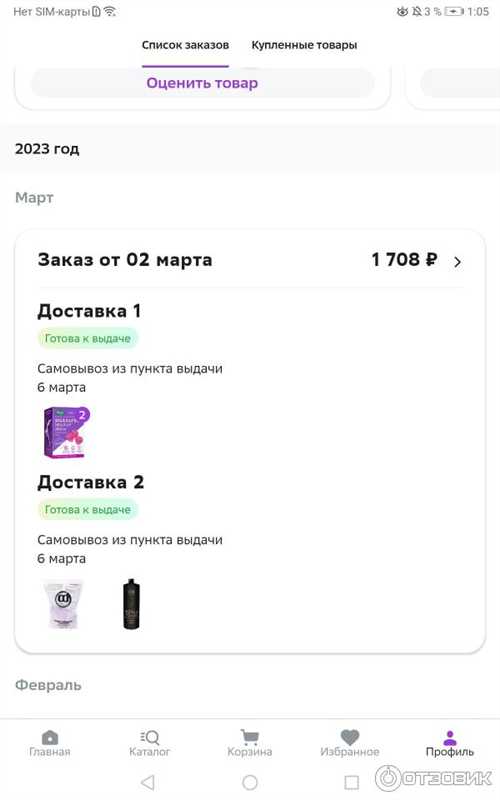 Нет SIM-карты 3 % 1:05
Список заказов Купленные товары
Оценить товар
2023 год
Март
Заказ от 02 марта 1 708 ₽
Доставка 1
Готова к выдаче
Самовывоз из пункта выдачи
6 марта
2
Доставка 2
Готова к выдаче
Самовывоз из пункта выдачи
6 марта
Февраль
Главная Каталог Корзина Избранное Профиль
ОТЗОВИК